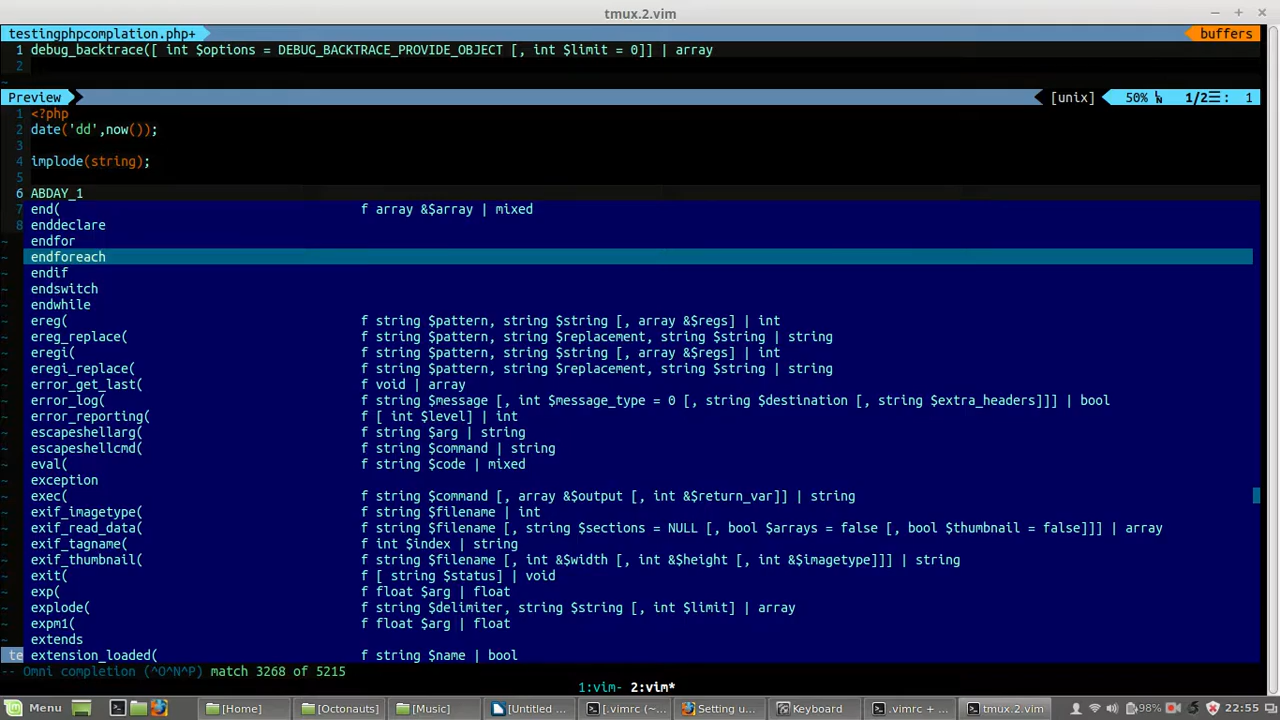 tmux.2.vim
testingphpcomplation.php+ buffers
1 debug_backtrace([ int $options = DEBUG_BACKTRACE_PROVIDE_OBJECT [, int $limit = 0]] | array
2
~
Preview [unix] 50% ␤ 1/2☰: 1
1 <?php
2 date('dd',now());
3
4 implode(string);
5
6 ABDAY_1
7 end( f array &$array | mixed
8 enddeclare
~ endfor
~ endforeach
~ endif
~ endswitch
~ endwhile
~ ereg( f string $pattern, string $string [, array &$regs] | int
~ ereg_replace( f string $pattern, string $replacement, string $string | string
~ eregi( f string $pattern, string $string [, array &$regs] | int
~ eregi_replace( f string $pattern, string $replacement, string $string | string
~ error_get_last( f void | array
~ error_log( f string $message [, int $message_type = 0 [, string $destination [, string $extra_headers]]] | bool
~ error_reporting( f [ int $level] | int
~ escapeshellarg( f string $arg | string
~ escapeshellcmd( f string $command | string
~ eval( f string $code | mixed
~ exception
~ exec( f string $command [, array &$output [, int &$return_var]] | string
~ exif_imagetype( f string $filename | int
~ exif_read_data( f string $filename [, string $sections = NULL [, bool $arrays = false [, bool $thumbnail = false]]] | array
~ exif_tagname( f int $index | string
~ exif_thumbnail( f string $filename [, int &$width [, int &$height [, int &$imagetype]]] | string
~ exit( f [ string $status] | void
~ exp( f float $arg | float
~ explode( f string $delimiter, string $string [, int $limit] | array
~ expm1( f float $arg | float
~ extends
te extension_loaded( f string $name | bool
-- Omni completion (^O^N^P) match 3268 of 5215
1:vim- 2:vim*
Menu [Home] [Octonauts] [Music] [Untitled ... [.vimrc (~... Setting u... Keyboard .vimrc + ... tmux.2.vim 98% 22:55